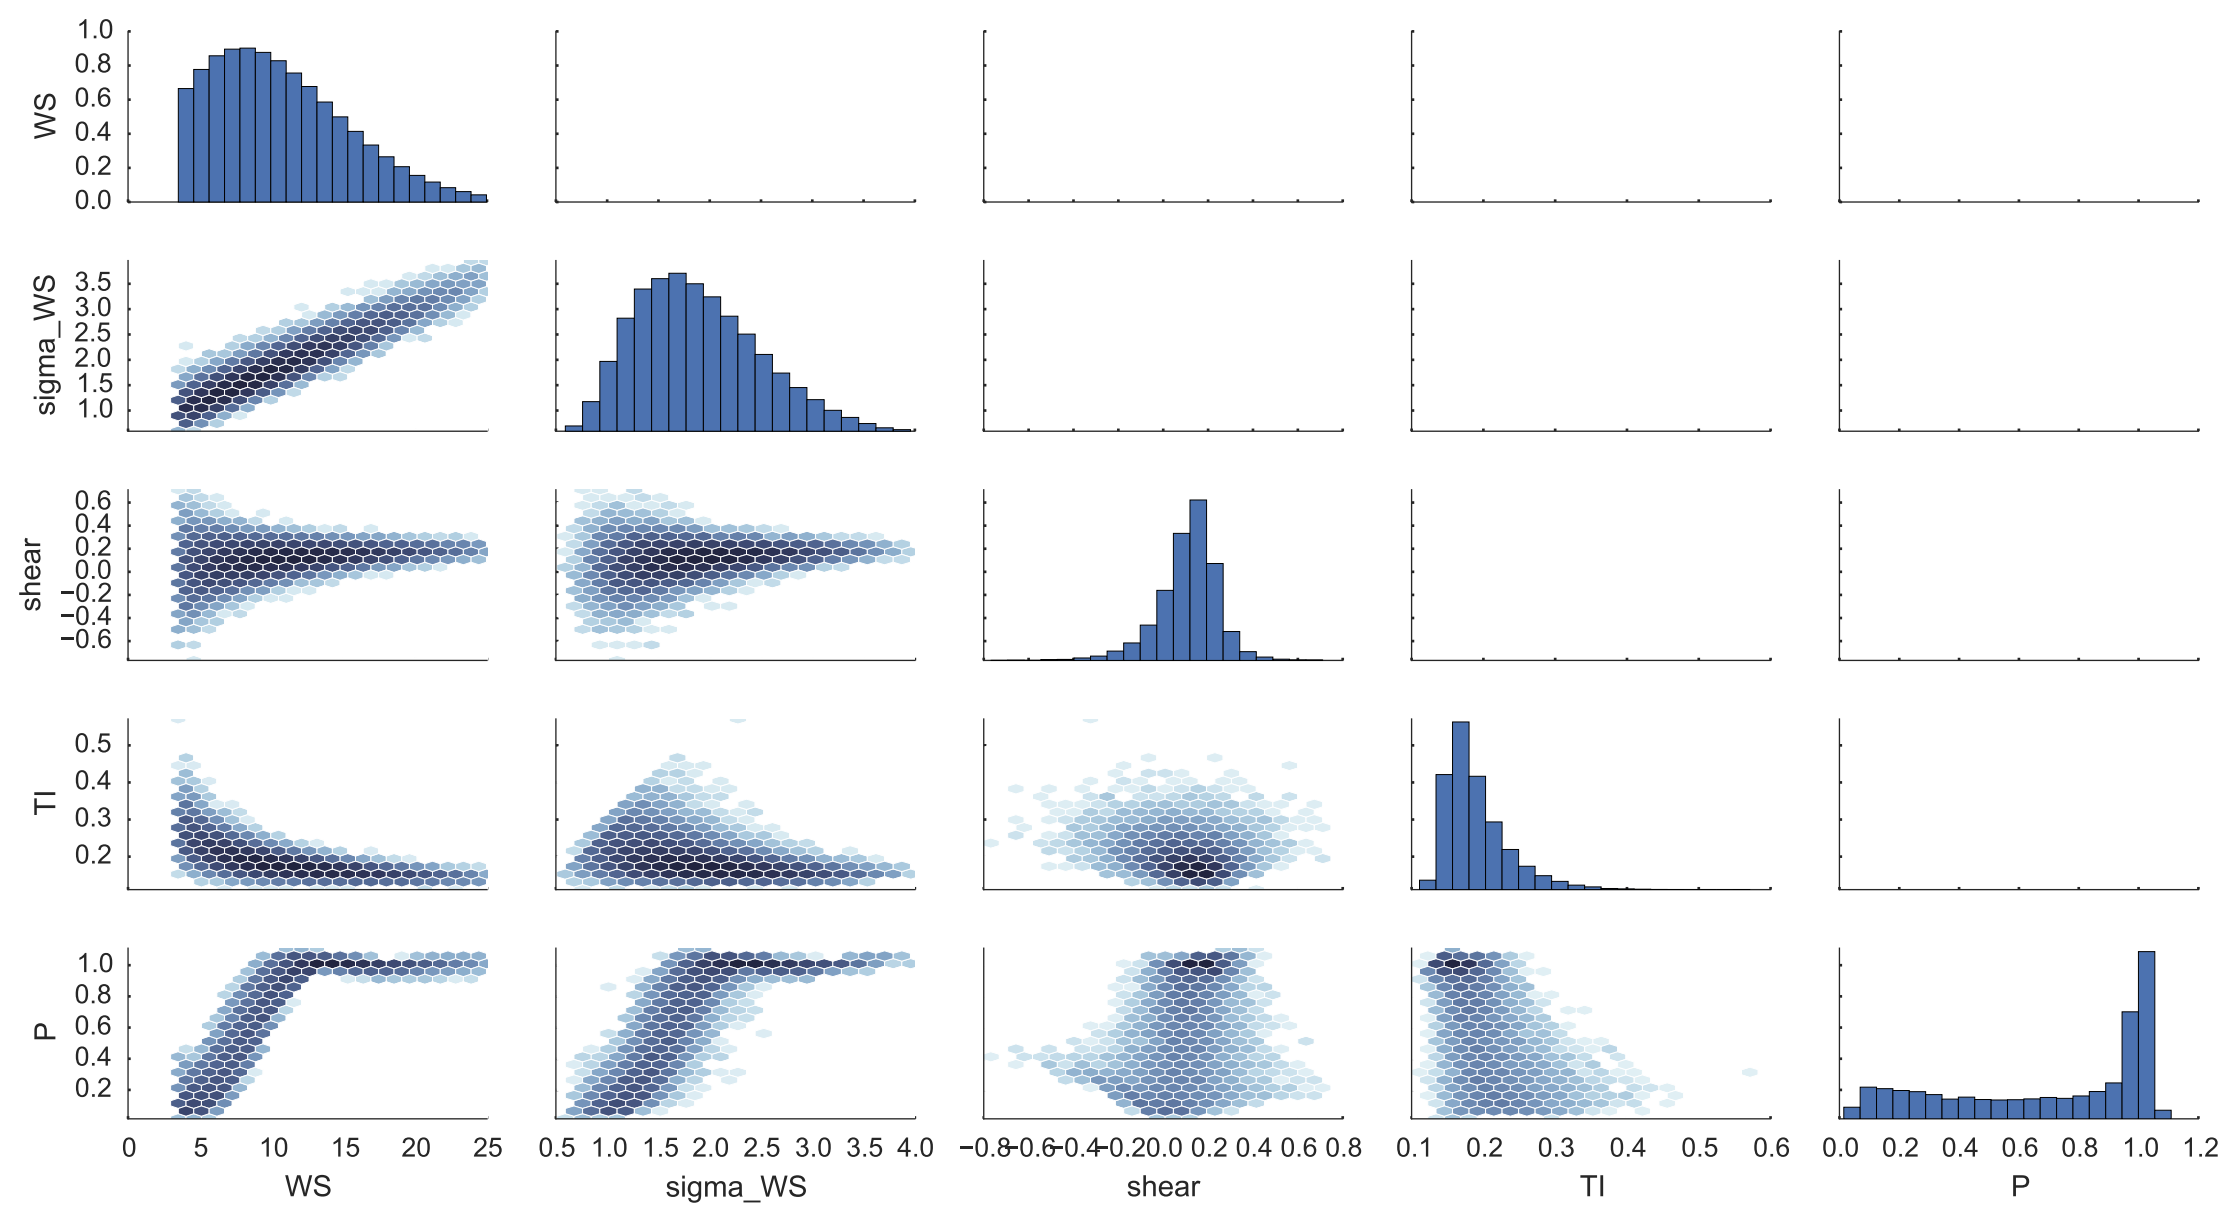 1.0
0.8
0.6
0.4
0.2
0.0
WS
3.5
3.0
2.5
2.0
1.5
1.0
sigma_WS
0.6
0.4
0.2
0.0
−0.2
−0.4
−0.6
shear
0.5
0.4
0.3
0.2
TI
1.0
0.8
0.6
0.4
0.2
P
0 5 10 15 20 25
0.5 1.0 1.5 2.0 2.5 3.0 3.5 4.0
−0.8 −0.6 −0.4 −0.2 0.0 0.2 0.4 0.6 0.8
0.1 0.2 0.3 0.4 0.5 0.6
0.0 0.2 0.4 0.6 0.8 1.0 1.2
WS sigma_WS shear TI P